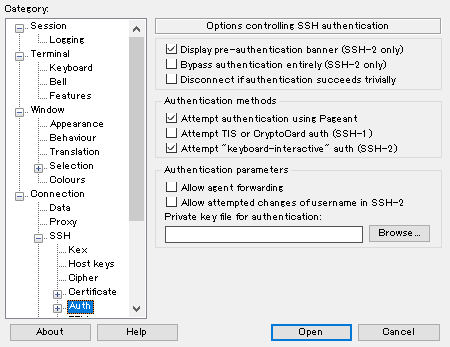 Category:
Session
Logging
Terminal
Keyboard
Bell
Features
Window
Appearance
Behaviour
Translation
Selection
Colours
Connection
Data
Proxy
SSH
Kex
Host keys
Cipher
Certificate
Auth
Options controlling SSH authentication
Display pre-authentication banner (SSH-2 only)
Bypass authentication entirely (SSH-2 only)
Disconnect if authentication succeeds trivially
Authentication methods
Attempt authentication using Pageant
Attempt TIS or CryptoCard auth (SSH-1)
Attempt "keyboard-interactive" auth (SSH-2)
Authentication parameters
Allow agent forwarding
Allow attempted changes of username in SSH-2
Private key file for authentication:
Browse...
About
Help
Open
Cancel